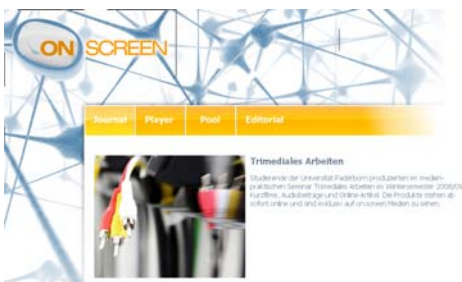 ON SCREEN
Journal Player Pool Editorial
Trimediales Arbeiten
Studierende der Universität Paderborn produzierten im medien-
praktischen Seminar Trimediales Arbeiten im Wintersemester 2008/09
Kurzfilme, Audiobeiträge und Online-Artikel. Die Produkte stehen ab
sofort online und sind exklusiv auf on screen Medien zu sehen.